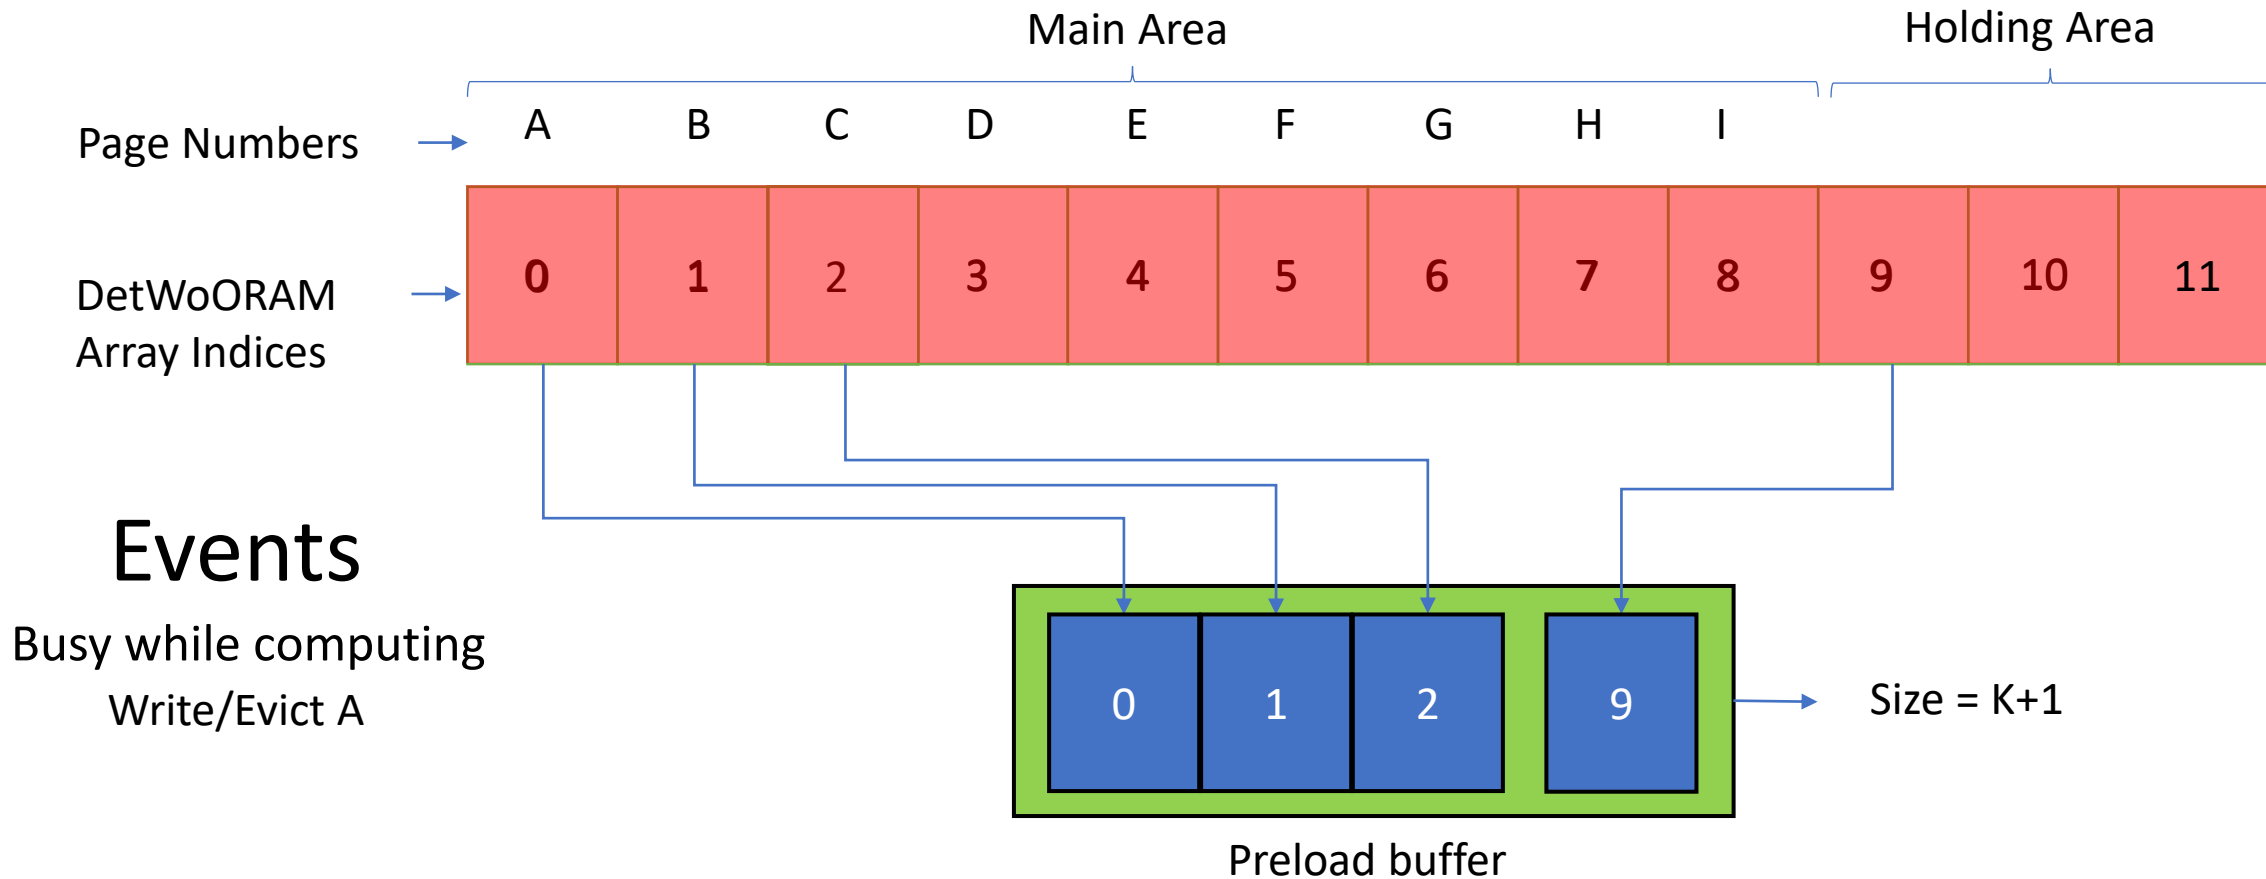 Main Area
Holding Area
Page Numbers
A B C D E F G H I
DetWoORAM
Array Indices
0 1 2 3 4 5 6 7 8 9 10 11
Events
Busy while computing
Write/Evict A
0 1 2 9
Size = K+1
Preload buffer